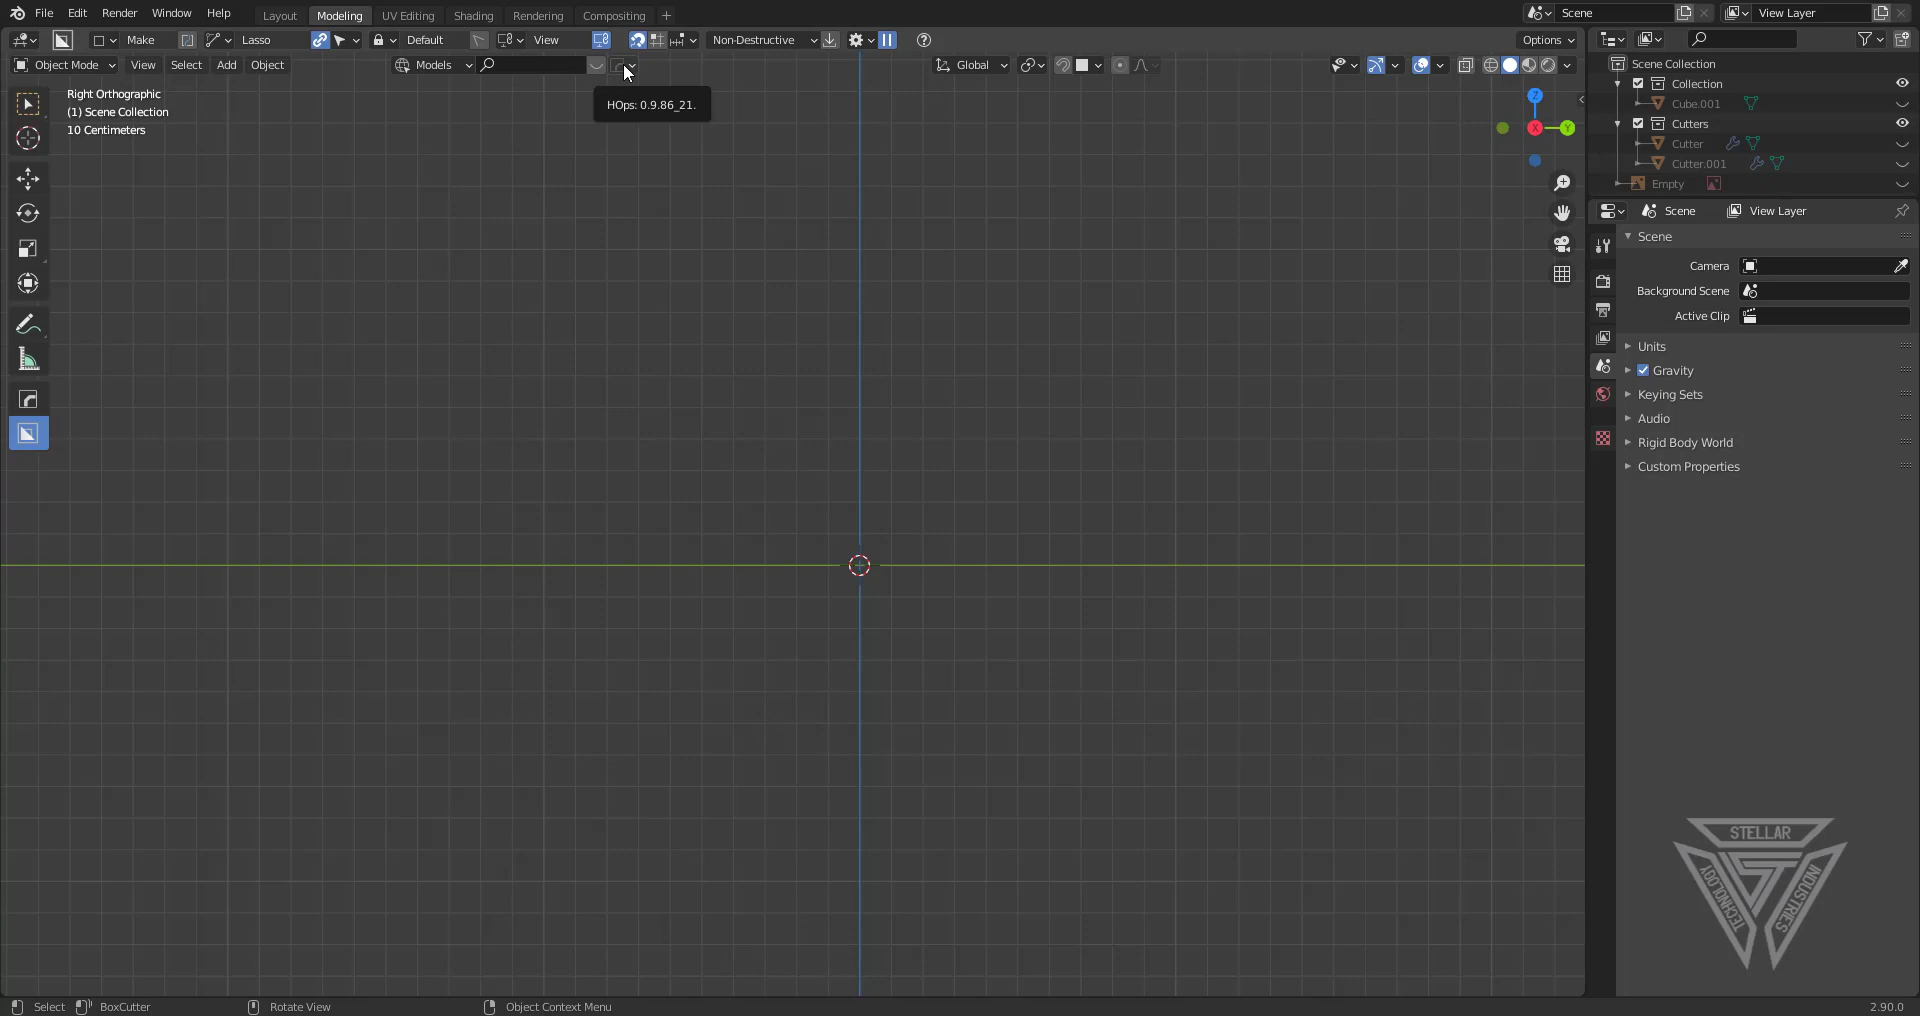 File Edit Render Window Help Layout Modeling UV Editing Shading Rendering Compositing + Scene View Layer
Make Lasso Default View Non-Destructive Options
Object Mode View Select Add Object Models Global
Right Orthographic
(1) Scene Collection
10 Centimeters
HOps: 0.9.86_21.
Z
X
Y
Scene Collection
Collection
Cube.001
Cutters
Cutter
Cutter.001
Empty
Scene View Layer
Scene
Camera
Background Scene
Active Clip
Units
Gravity
Keying Sets
Audio
Rigid Body World
Custom Properties
STELLAR
TECHNOLOGY
INDUSTRIES
Select BoxCutter Rotate View Object Context Menu 2.90.0